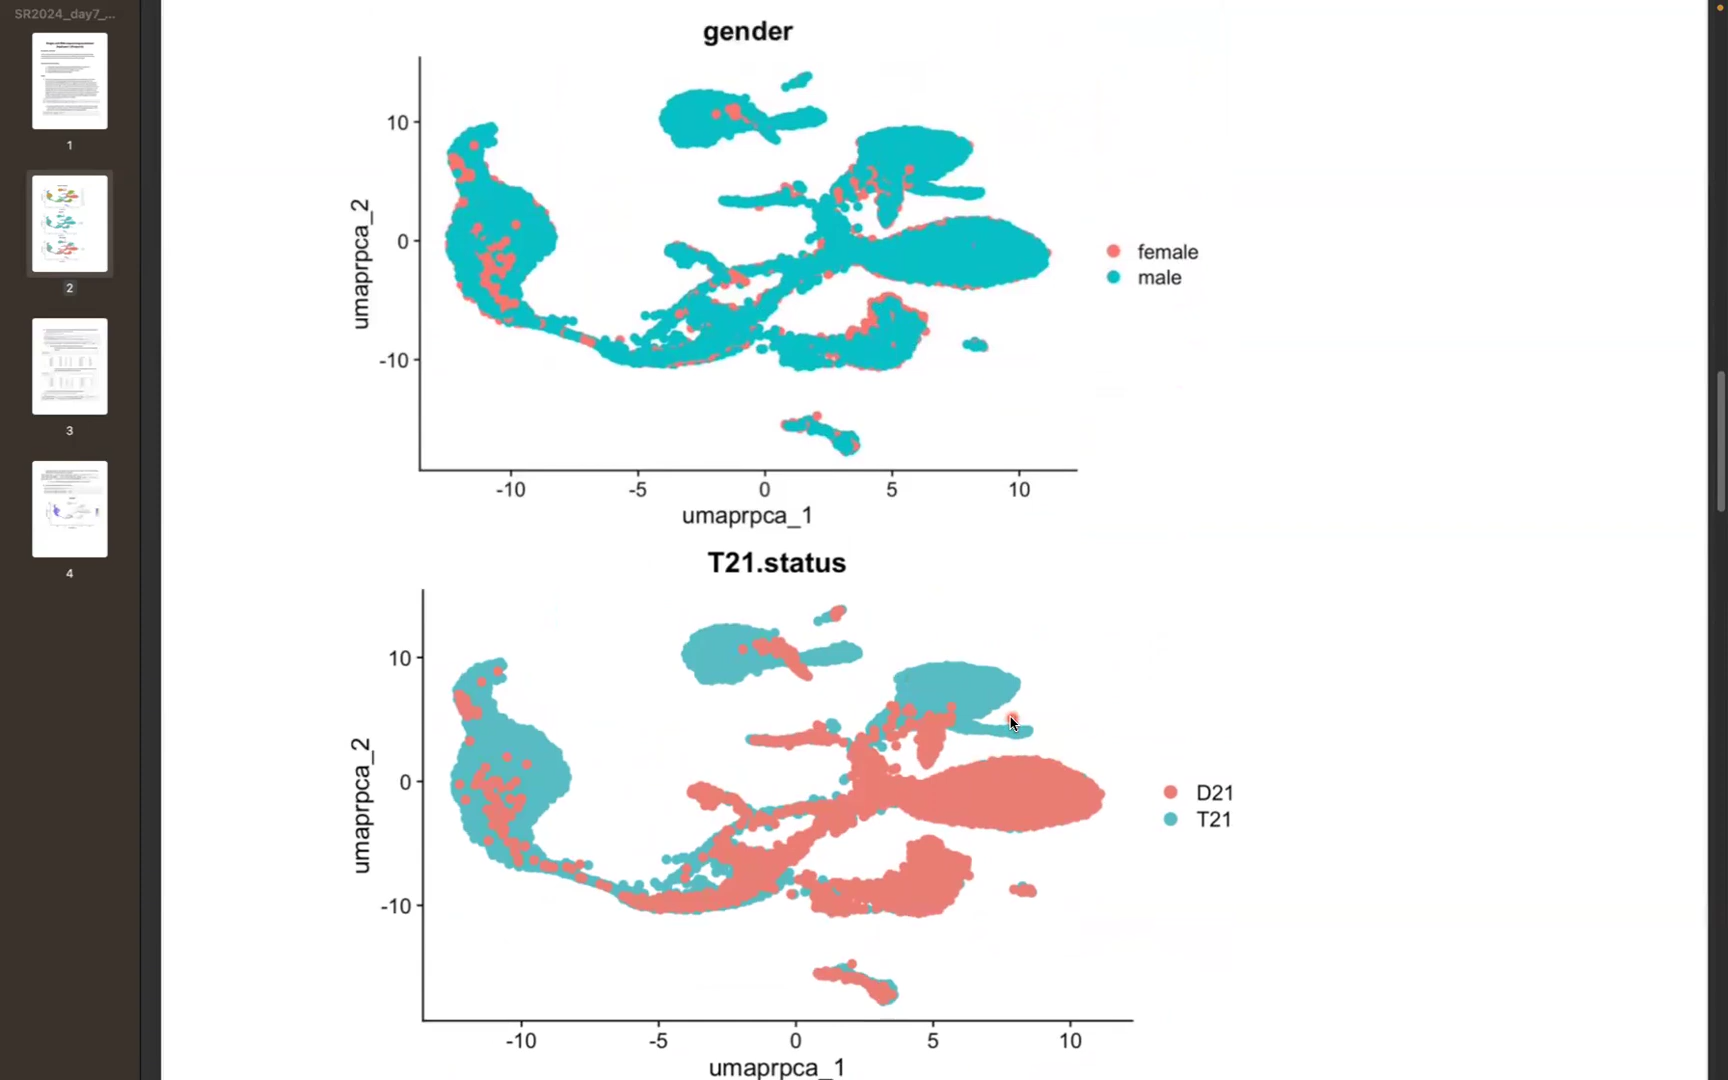 SR2024_day7_...
1
2
3
4
gender
10
0
-10
umaprpca_2
-10 -5 0 5 10
umaprpca_1
female
male
T21.status
10
0
-10
umaprpca_2
-10 -5 0 5 10
umaprpca_1
D21
T21